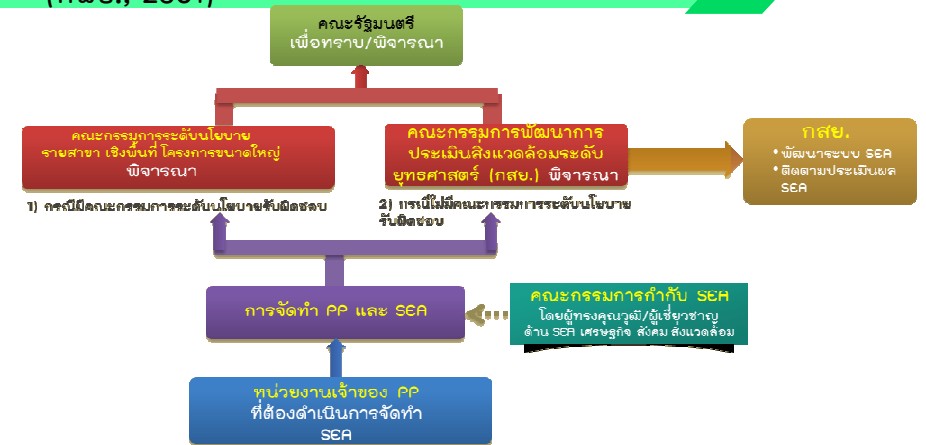 คณะรัฐมนตรี
เพื่อทราบ/พิจารณา
คณะกรรมการระดับนโยบาย
รายสาขา เชิงพื้นที่ โครงการขนาดใหญ่
พิจารณา
คณะกรรมการพัฒนาการ
ประเมินสิ่งแวดล้อมระดับ
ยุทธศาสตร์ (กสย.) พิจารณา
กสย.
•พัฒนาระบบ SEA
•ติดตามประเมินผล
SEA
1) กรณีมีคณะกรรมการระดับนโยบายรับผิดชอบ
2) กรณีไม่มีคณะกรรมการระดับนโยบาย
รับผิดชอบ
การจัดทำ PP และ SEA
คณะกรรมการกำกับ SEA
โดยผู้ทรงคุณวุฒิ/ผู้เชี่ยวชาญ
ด้าน SEA เศรษฐกิจ สังคม สิ่งแวดล้อม
หน่วยงานเจ้าของ PP
ที่ต้องดำเนินการจัดทำ
SEA